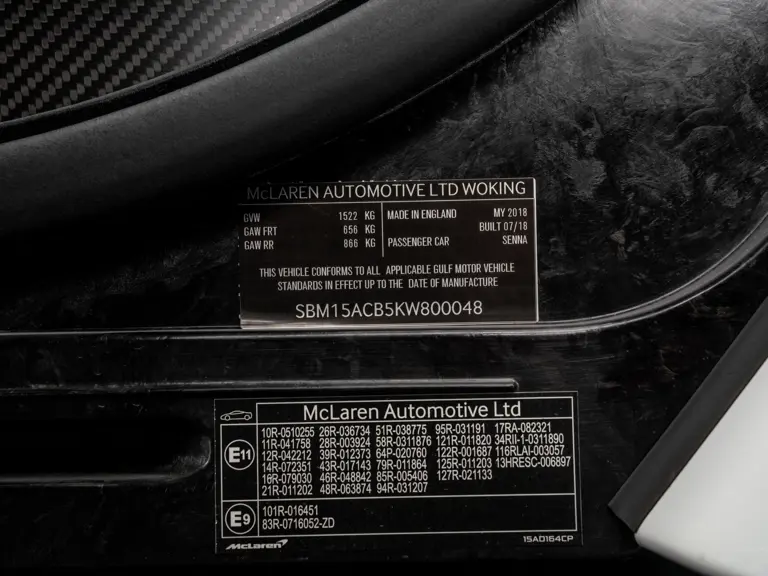 McLAREN AUTOMOTIVE LTD WOKING
GVW 1522 KG
GAW FRT 656 KG
GAW RR 866 KG
MADE IN ENGLAND MY 2018
BUILT 07/18
PASSENGER CAR SENNA
THIS VEHICLE CONFORMS TO ALL APPLICABLE GULF MOTOR VEHICLE
STANDARDS IN EFFECT UP TO THE DATE OF MANUFACTURE
SBM15ACB5KW800048
McLaren Automotive Ltd
E11
10R-0510255 26R-036734 51R-038775 95R-031191 17RA-082321
11R-041758 28R-003924 58R-0311876 121R-011820 34RII-1-0311890
12R-042212 39R-012373 64P-020760 122R-001687 116RLAI-003057
14R-072351 43R-017143 79R-011864 125R-011203 13HRESC-006897
16R-079030 46R-048842 85R-005406 127R-021133
21R-011202 48R-063874 94R-031207
E9
101R-016451
83R-0716052-ZD
McLaren 15AD164CP